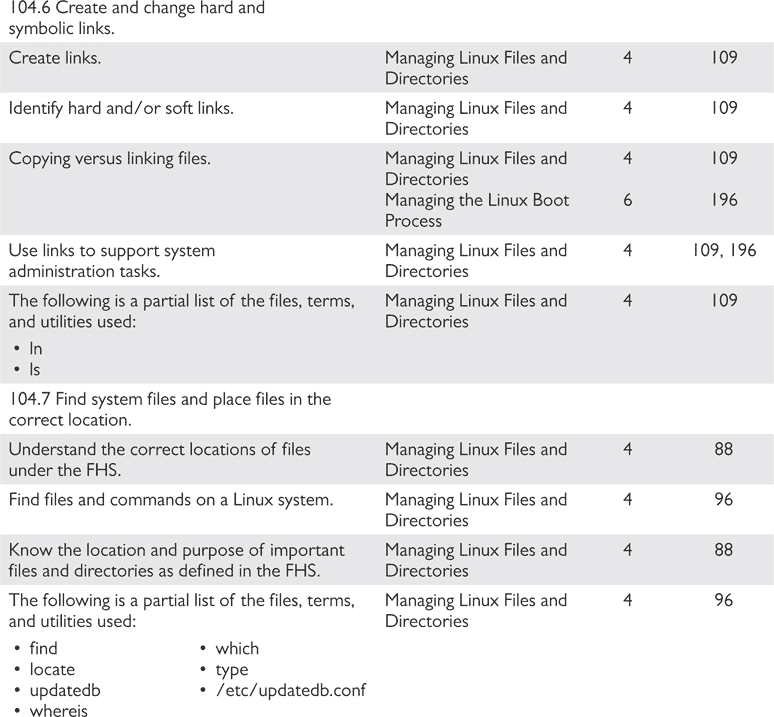 104.6 Create and change hard and
symbolic links.
Create links. Managing Linux Files and 4 109
Directories
Identify hard and/or soft links. Managing Linux Files and 4 109
Directories
Copying versus linking files. Managing Linux Files and 4 109
Directories
Managing the Linux Boot 6 196
Process
Use links to support system Managing Linux Files and 4 109, 196
administration tasks. Directories
The following is a partial list of the files, terms, Managing Linux Files and 4 109
and utilities used: Directories
• ln
• ls
104.7 Find system files and place files in the
correct location.
Understand the correct locations of files Managing Linux Files and 4 88
under the FHS. Directories
Find files and commands on a Linux system. Managing Linux Files and 4 96
Directories
Know the location and purpose of important Managing Linux Files and 4 88
files and directories as defined in the FHS. Directories
The following is a partial list of the files, terms, Managing Linux Files and 4 96
and utilities used: Directories
• find • which
• locate • type
• updatedb • /etc/updatedb.conf
• whereis